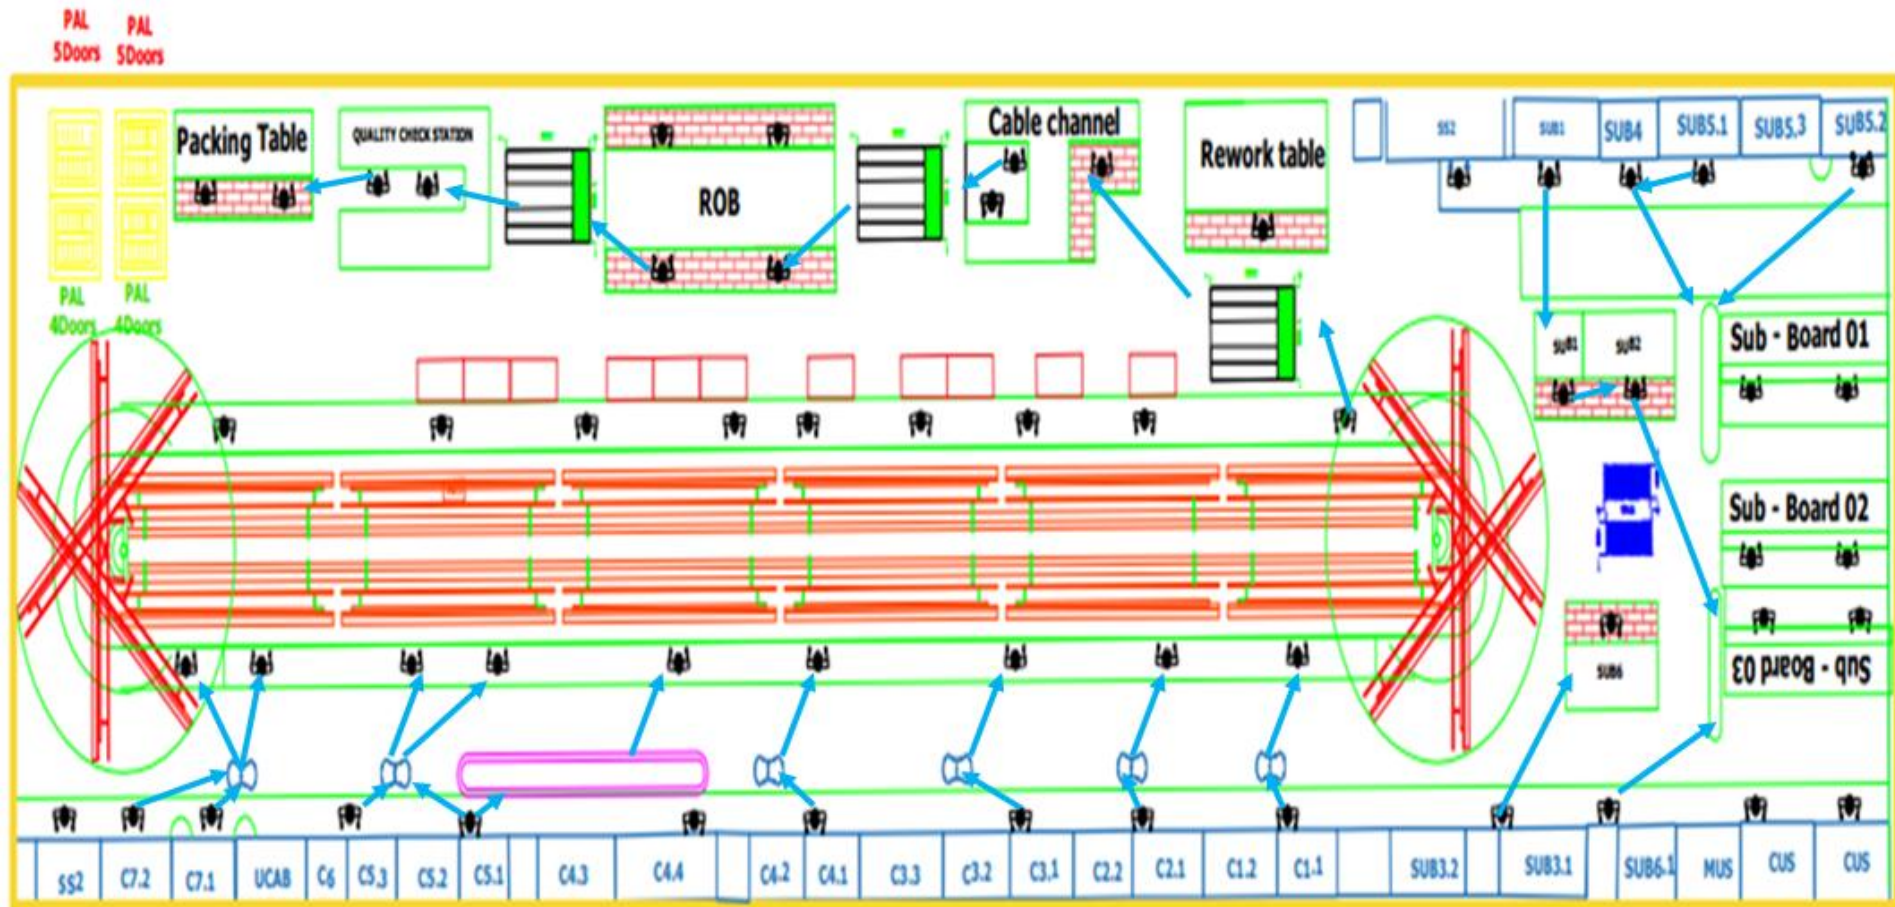 PAL
5Doors
PAL
5Doors
Packing Table
QUALITY CHECK STATION
ROB
Cable channel
Rework table
SS2
SUB1
SUB4
SUB5.1
SUB5.3
SUB5.2
PAL
4Doors
PAL
4Doors
SUB1
SUB2
Sub - Board 01
Sub - Board 02
Sub - Board 03
SUB6
SS2
C7.2
C7.1
UCAB
C6
C5.3
C5.2
C5.1
C4.3
C4.4
C4.2
C4.1
C3.3
C3.2
C3.1
C2.2
C2.1
C1.2
C1.1
SUB3.2
SUB3.1
SUB6.1
MUS
CUS
CUS